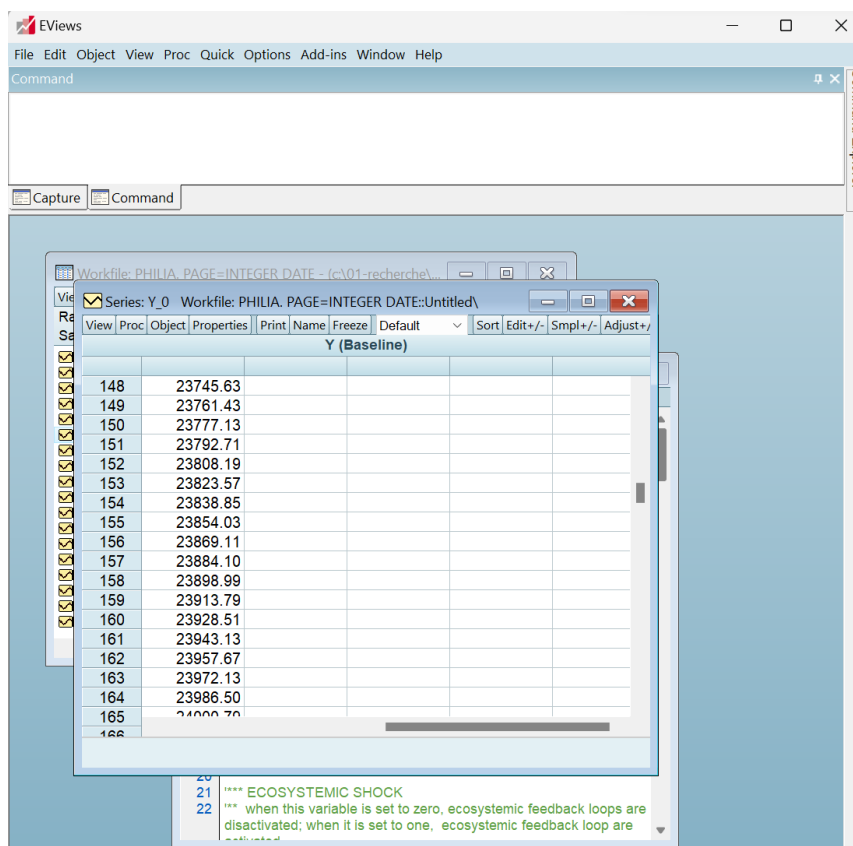 EViews
File Edit Object View Proc Quick Options Add-ins Window Help
Command
Capture Command
Workfile: PHILIA. PAGE=INTEGER DATE - (c:\01-recherche\...
Series: Y_0 Workfile: PHILIA. PAGE=INTEGER DATE::Untitled\
View Proc Object Properties Print Name Freeze Default Sort Edit+/- Smpl+/- Adjust+/
Y (Baseline)
148 23745.63
149 23761.43
150 23777.13
151 23792.71
152 23808.19
153 23823.57
154 23838.85
155 23854.03
156 23869.11
157 23884.10
158 23898.99
159 23913.79
160 23928.51
161 23943.13
162 23957.67
163 23972.13
164 23986.50
165 24000.70
166
20
21 '*** ECOSYSTEMIC SHOCK
22 '** when this variable is set to zero, ecosystemic feedback loops are
disactivated; when it is set to one, ecosystemic feedback loop are